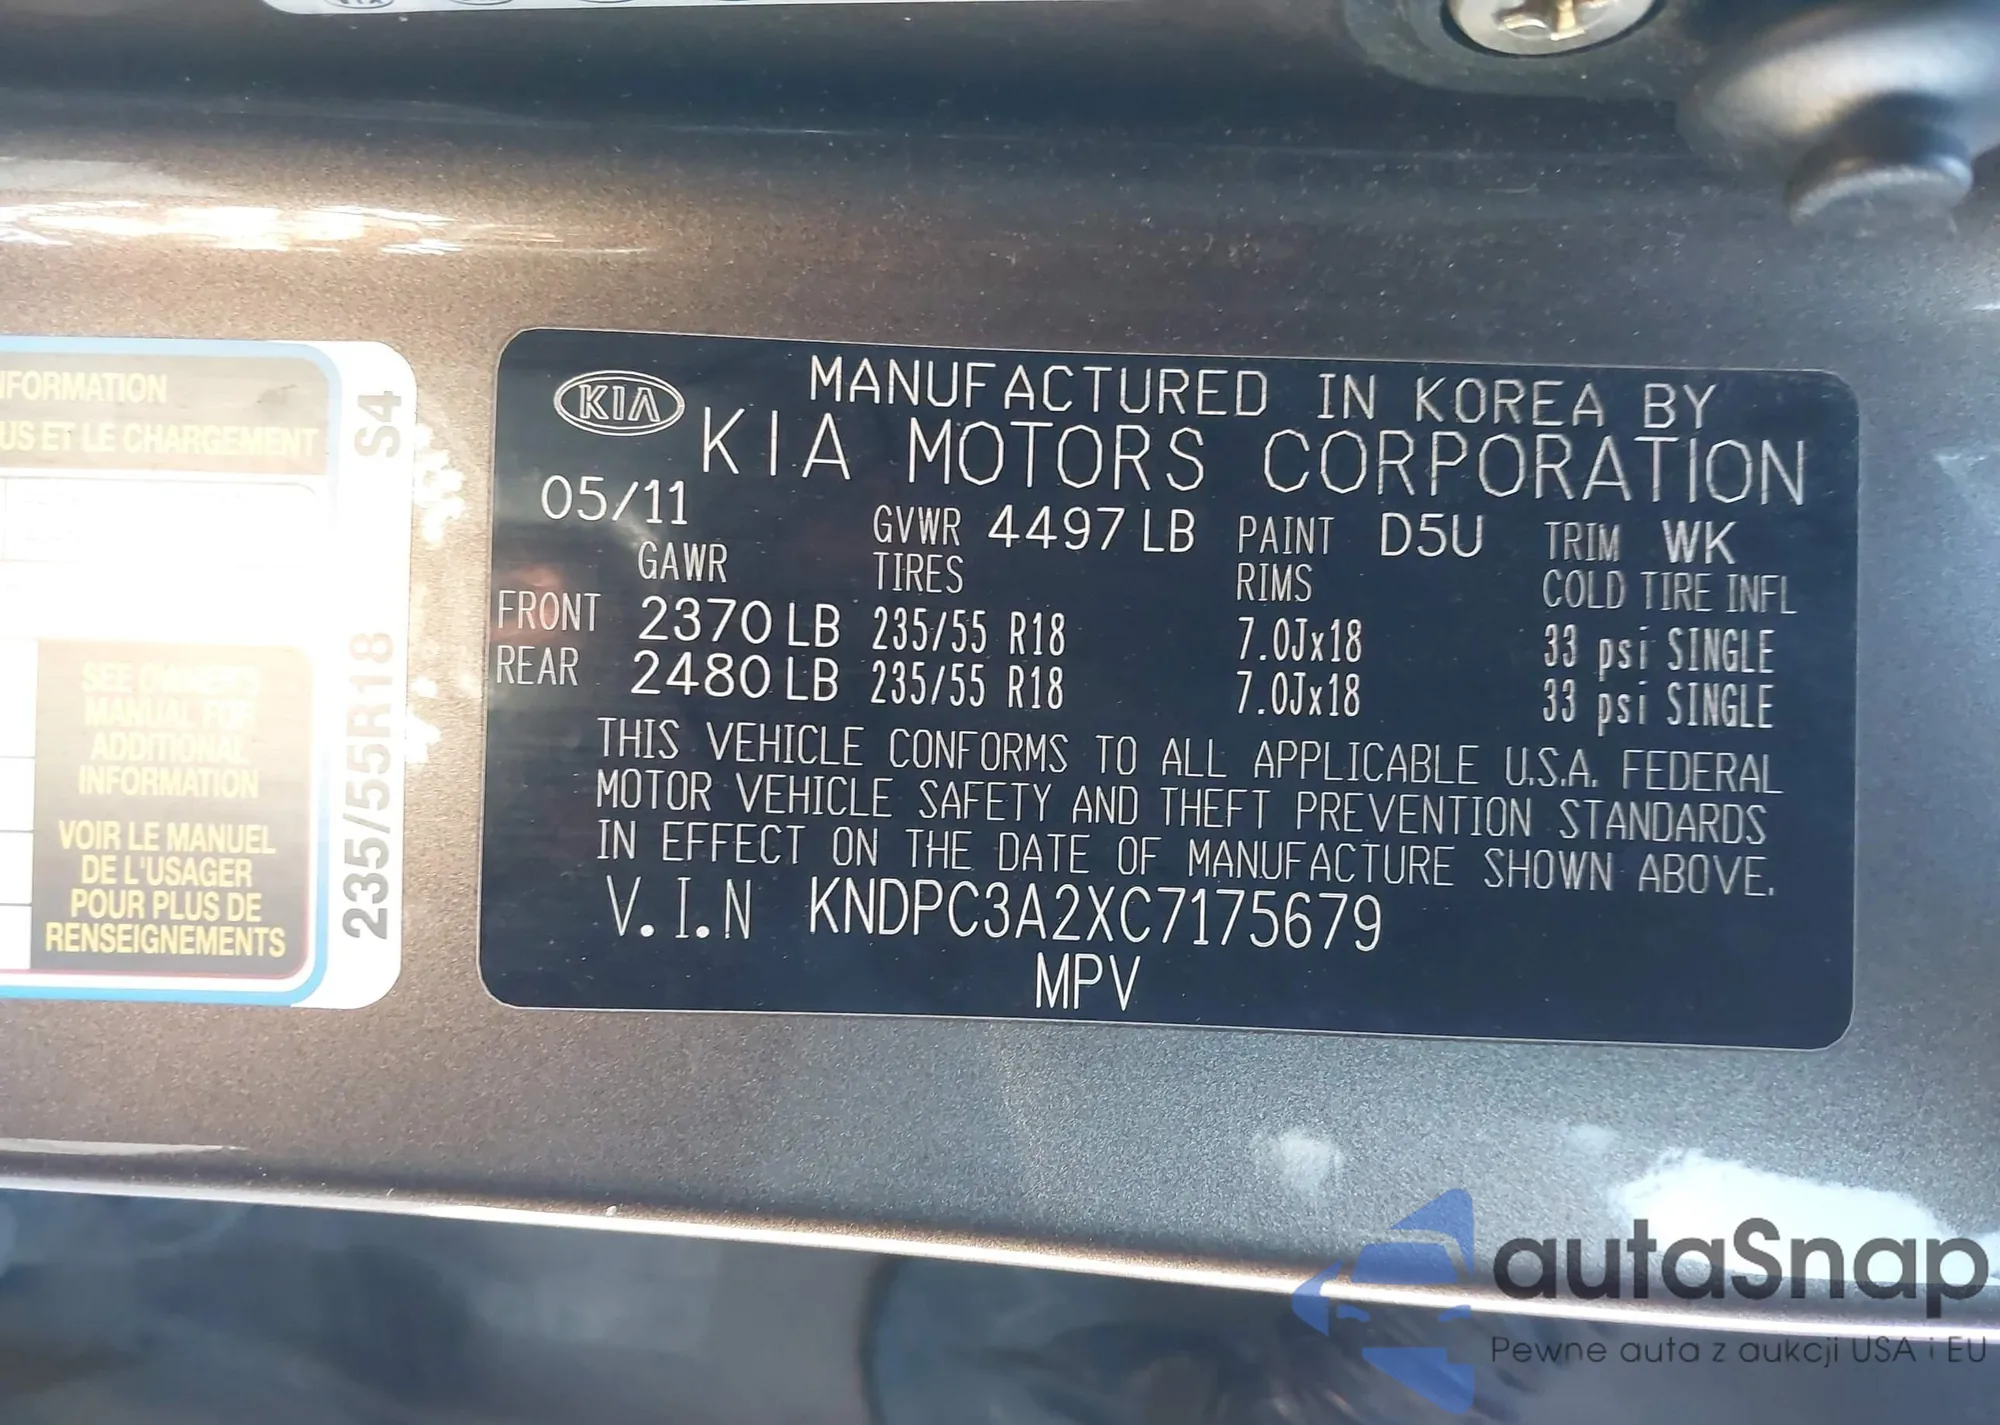 NFORMATION
US ET LE CHARGEMENT
S4
235/55R18
SEE OWNER'S
MANUAL FOR
ADDITIONAL
INFORMATION
VOIR LE MANUEL
DE L'USAGER
POUR PLUS DE
RENSEIGNEMENTS
KIA
MANUFACTURED IN KOREA BY
KIA MOTORS CORPORATION
05/11
GVWR 4497 LB PAINT D5U TRIM WK
GAWR TIRES RIMS COLD TIRE INFL
FRONT 2370 LB 235/55 R18 7.0Jx18 33 psi SINGLE
REAR 2480 LB 235/55 R18 7.0Jx18 33 psi SINGLE
THIS VEHICLE CONFORMS TO ALL APPLICABLE U.S.A. FEDERAL
MOTOR VEHICLE SAFETY AND THEFT PREVENTION STANDARDS
IN EFFECT ON THE DATE OF MANUFACTURE SHOWN ABOVE.
V.I.N KNDPC3A2XC7175679
MPV
autaSnap
Pewne auta z aukcji USA i EU